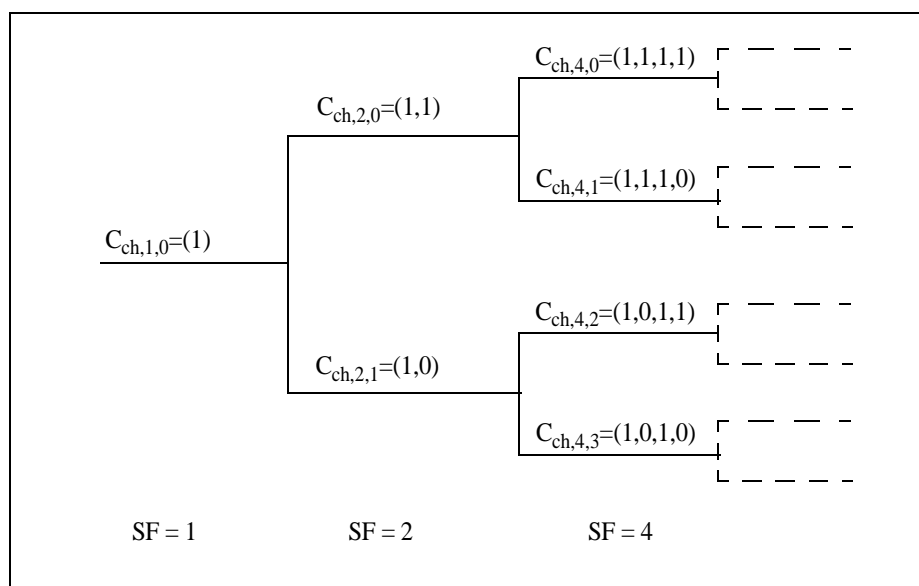 C_ch,4,0=(1,1,1,1)
C_ch,2,0=(1,1)
C_ch,4,1=(1,1,1,0)
C_ch,1,0=(1)
C_ch,4,2=(1,0,1,1)
C_ch,2,1=(1,0)
C_ch,4,3=(1,0,1,0)
SF = 1 SF = 2 SF = 4